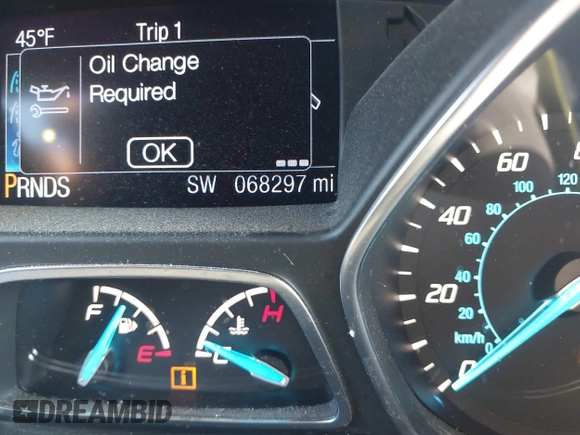 45°F Trip 1
Oil Change
Required
OK
PRNDS SW 068297 mi
F E
C H
i
60
40
20
0
120
100
80
60
40
20
0
km/h
DREAMBID